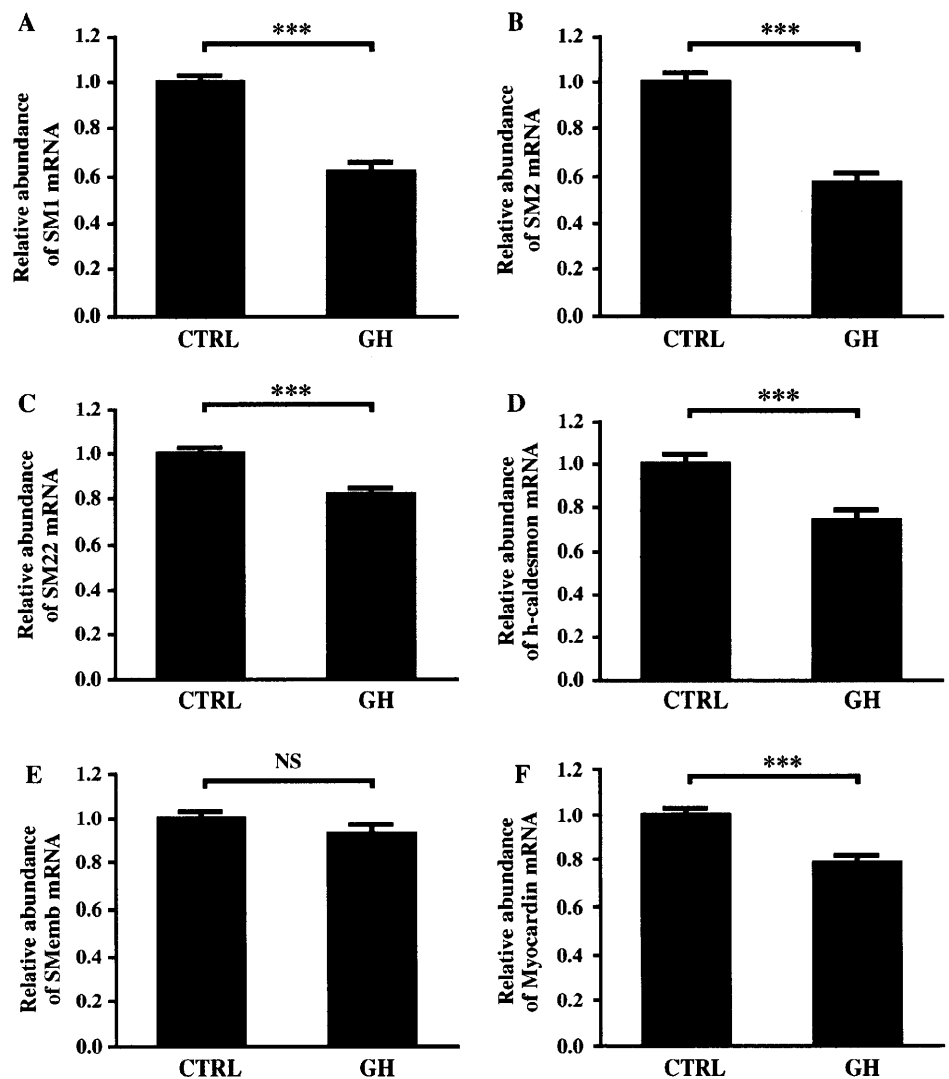 A
***
1.2
1.0
0.8
0.6
0.4
0.2
0.0
Relative abundance
of SM1 mRNA
CTRL GH
B
***
1.2
1.0
0.8
0.6
0.4
0.2
0.0
Relative abundance
of SM2 mRNA
CTRL GH
C
***
1.2
1.0
0.8
0.6
0.4
0.2
0.0
Relative abundance
of SM22 mRNA
CTRL GH
D
***
1.2
1.0
0.8
0.6
0.4
0.2
0.0
Relative abundance
of h-caldesmon mRNA
CTRL GH
E
NS
1.2
1.0
0.8
0.6
0.4
0.2
0.0
Relative abundance
of SMemb mRNA
CTRL GH
F
***
1.2
1.0
0.8
0.6
0.4
0.2
0.0
Relative abundance
of Myocardin mRNA
CTRL GH